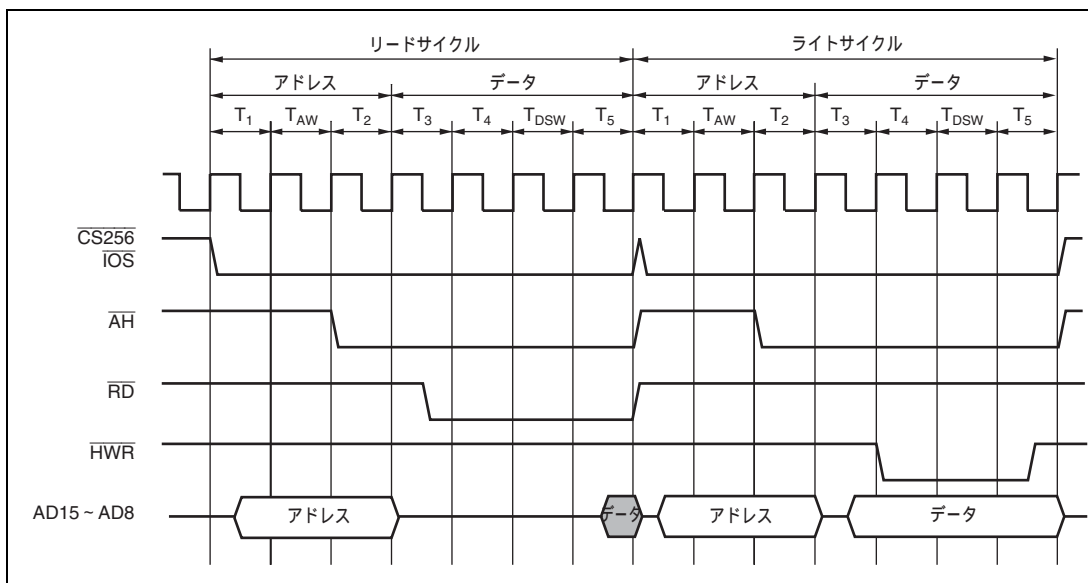 リードサイクル ライトサイクル
アドレス データ アドレス データ
T1 TAW T2 T3 T4 TDSW T5 T1 TAW T2 T3 T4 TDSW T5
CS256
IOS
AH
RD
HWR
AD15 ~ AD8 アドレス データ アドレス データ